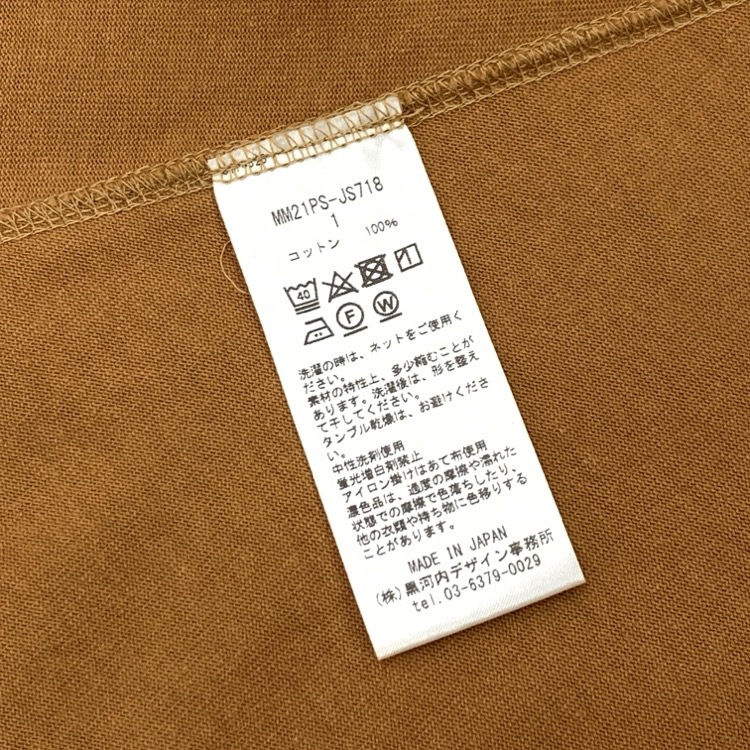 MM21PS-JS718
1
コットン 100%
40
1
F W
洗濯の時は、ネットをご使用く
ださい。
素材の特性上、多少縮むことが
あります。洗濯後は、形を整え
て干してください。
タンブル乾燥は、お避けくださ
い。
中性洗剤使用
蛍光増白剤禁止
アイロン掛けはあて布使用
濃色品は、過度の摩擦や濡れた
状態での摩擦で色落ちしたり、
他の衣類や持ち物に色移りする
ことがあります。
MADE IN JAPAN
(株)黒河内デザイン事務所
tel.03-6379-0029